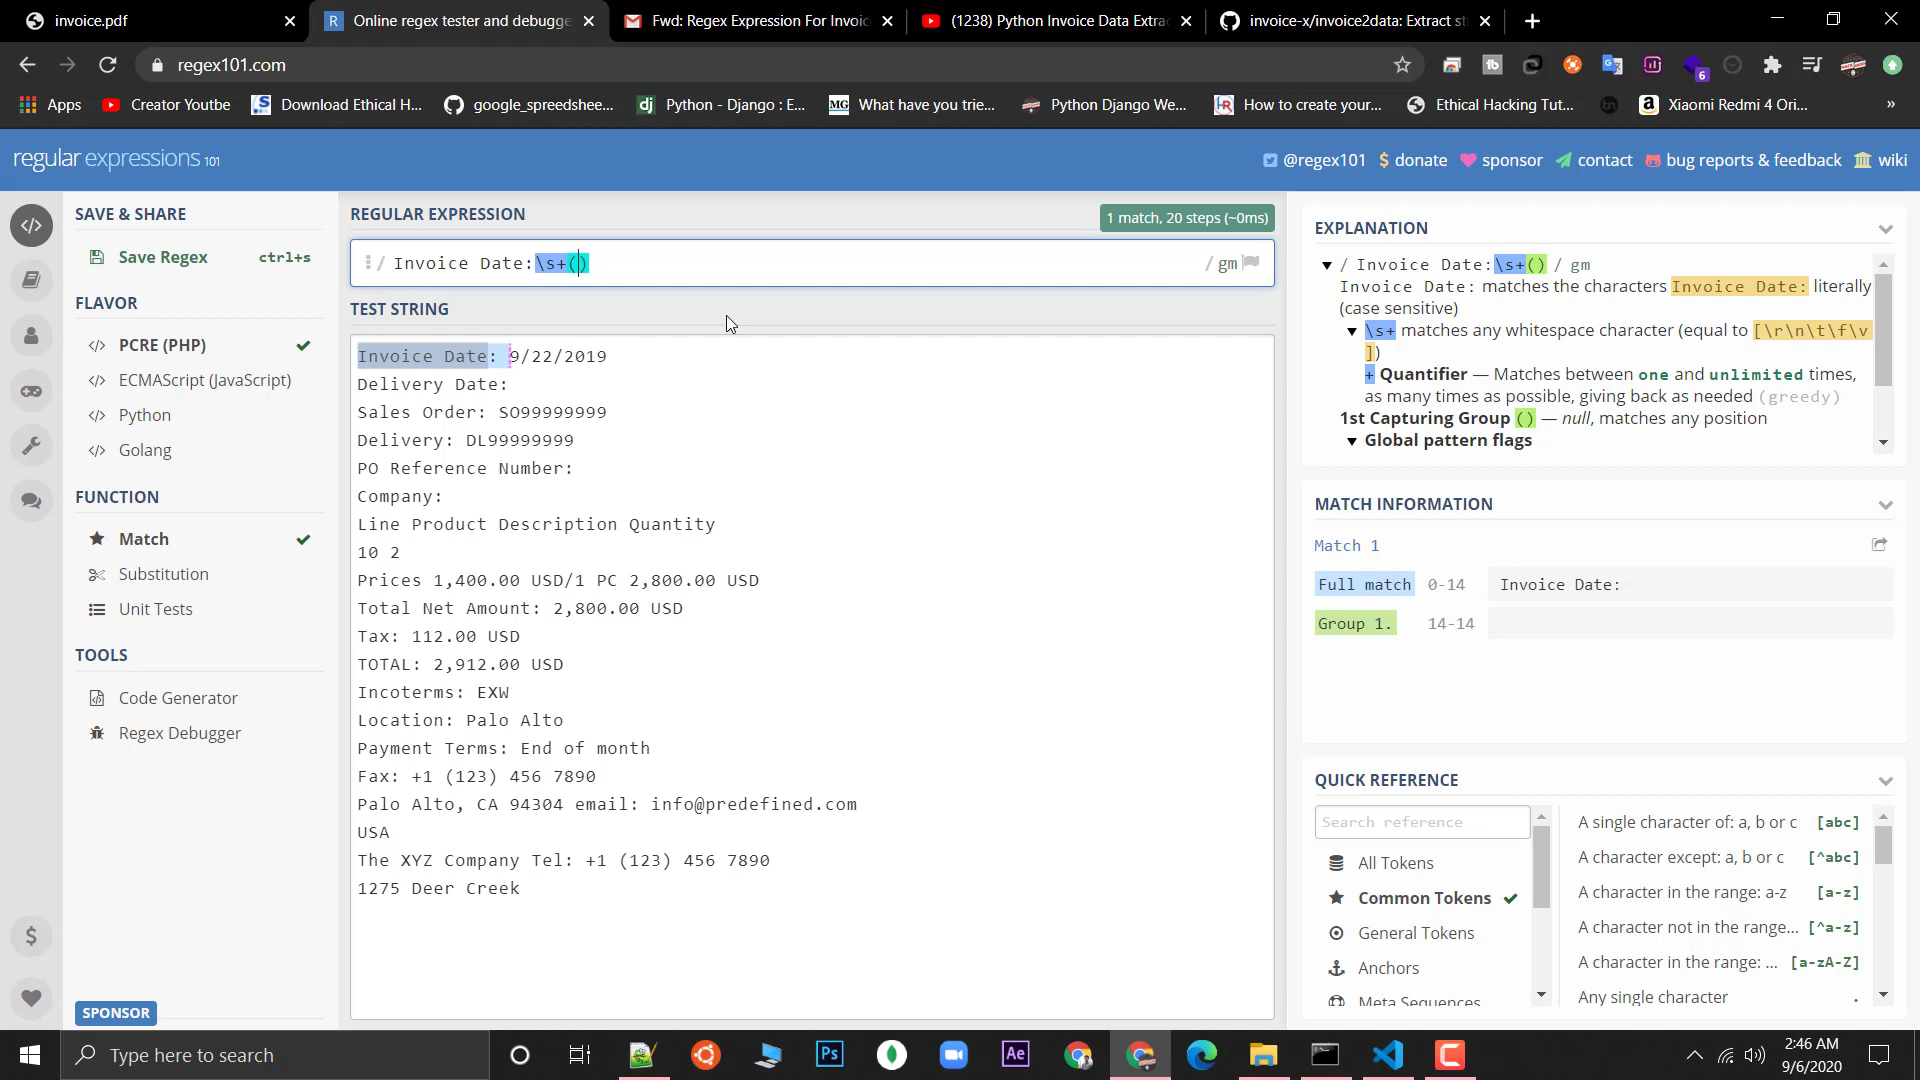 invoice.pdf
Online regex tester and debugge
Fwd: Regex Expression For Invoic
(1238) Python Invoice Data Extra
invoice-x/invoice2data: Extract st
regex101.com
6
Apps
Creator Youtbe
Download Ethical H...
google_spreedshee...
Python - Django : E...
What have you trie...
Python Django We...
How to create your...
Ethical Hacking Tut...
Xiaomi Redmi 4 Ori...
»
regular expressions 101
@regex101
$ donate
sponsor
contact
bug reports & feedback
wiki
SAVE & SHARE
Save Regex ctrl+s
FLAVOR
</> PCRE (PHP)
</> ECMAScript (JavaScript)
</> Python
</> Golang
FUNCTION
Match
Substitution
Unit Tests
TOOLS
Code Generator
Regex Debugger
SPONSOR
REGULAR EXPRESSION
1 match, 20 steps (~0ms)
/ Invoice Date:\s+()
/ gm
TEST STRING
Invoice Date: 9/22/2019
Delivery Date:
Sales Order: SO99999999
Delivery: DL99999999
PO Reference Number:
Company:
Line Product Description Quantity
10 2
Prices 1,400.00 USD/1 PC 2,800.00 USD
Total Net Amount: 2,800.00 USD
Tax: 112.00 USD
TOTAL: 2,912.00 USD
Incoterms: EXW
Location: Palo Alto
Payment Terms: End of month
Fax: +1 (123) 456 7890
Palo Alto, CA 94304 email: info@predefined.com
USA
The XYZ Company Tel: +1 (123) 456 7890
1275 Deer Creek
EXPLANATION
/ Invoice Date:\s+() / gm
Invoice Date: matches the characters Invoice Date: literally
(case sensitive)
\s+ matches any whitespace character (equal to [\r\n\t\f\v
])
+ Quantifier — Matches between one and unlimited times,
as many times as possible, giving back as needed (greedy)
1st Capturing Group () — null, matches any position
Global pattern flags
MATCH INFORMATION
Match 1
Full match 0-14 Invoice Date:
Group 1. 14-14
QUICK REFERENCE
Search reference
All Tokens
Common Tokens
General Tokens
Anchors
Meta Sequences
A single character of: a, b or c [abc]
A character except: a, b or c [^abc]
A character in the range: a-z [a-z]
A character not in the range... [^a-z]
A character in the range: ... [a-zA-Z]
Any single character .
Type here to search
Ps
Ae
2:46 AM
9/6/2020